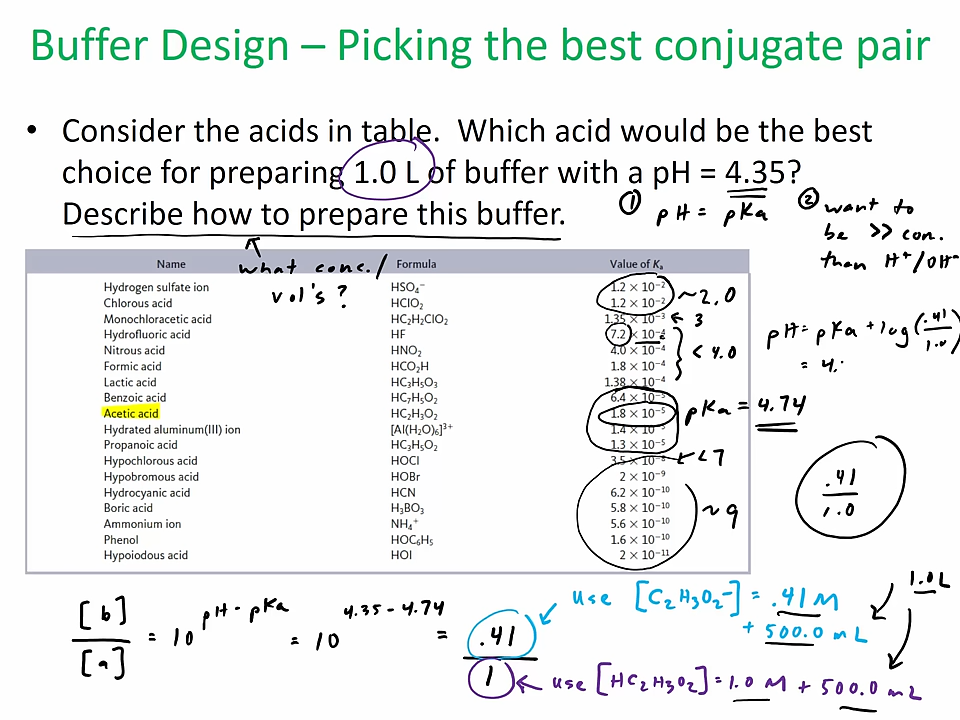 Buffer Design – Picking the best conjugate pair
• Consider the acids in table. Which acid would be the best
choice for preparing 1.0 L of buffer with a pH = 4.35?
Describe how to prepare this buffer.
① pH = pKa
② want to
be >> con.
than H⁺/OH⁻
what conc./
vol's?
Name Formula Value of Kₐ
Hydrogen sulfate ion HSO₄⁻ 1.2 × 10⁻²
Chlorous acid HClO₂ 1.2 × 10⁻²
Monochloracetic acid HC₂H₂ClO₂ 1.35 × 10⁻³
Hydrofluoric acid HF 7.2 × 10⁻⁴
Nitrous acid HNO₂ 4.0 × 10⁻⁴
Formic acid HCO₂H 1.8 × 10⁻⁴
Lactic acid HC₃H₅O₃ 1.38 × 10⁻⁴
Benzoic acid HC₇H₅O₂ 6.4 × 10⁻⁵
Acetic acid HC₂H₃O₂ 1.8 × 10⁻⁵
Hydrated aluminum(III) ion [Al(H₂O)₆]³⁺ 1.4 × 10⁻⁵
Propanoic acid HC₃H₅O₂ 1.3 × 10⁻⁵
Hypochlorous acid HOCl 3.5 × 10⁻⁸
Hypobromous acid HOBr 2 × 10⁻⁹
Hydrocyanic acid HCN 6.2 × 10⁻¹⁰
Boric acid H₃BO₃ 5.8 × 10⁻¹⁰
Ammonium ion NH₄⁺ 5.6 × 10⁻¹⁰
Phenol HOC₆H₅ 1.6 × 10⁻¹⁰
Hypoiodous acid HOI 2 × 10⁻¹¹
~2.0
← 3
< 4.0
pKa = 4.74
< 7
~9
pH = pKa + log(.41/1.0)
= 4.
.41
1.0
[b]/[a] = 10 pH - pKa = 10 4.35 - 4.74 = .41/1
use [C₂H₃O₂⁻] = .41 M
+ 500.0 mL
1.0L
← use [HC₂H₃O₂] = 1.0 M + 500.0 mL